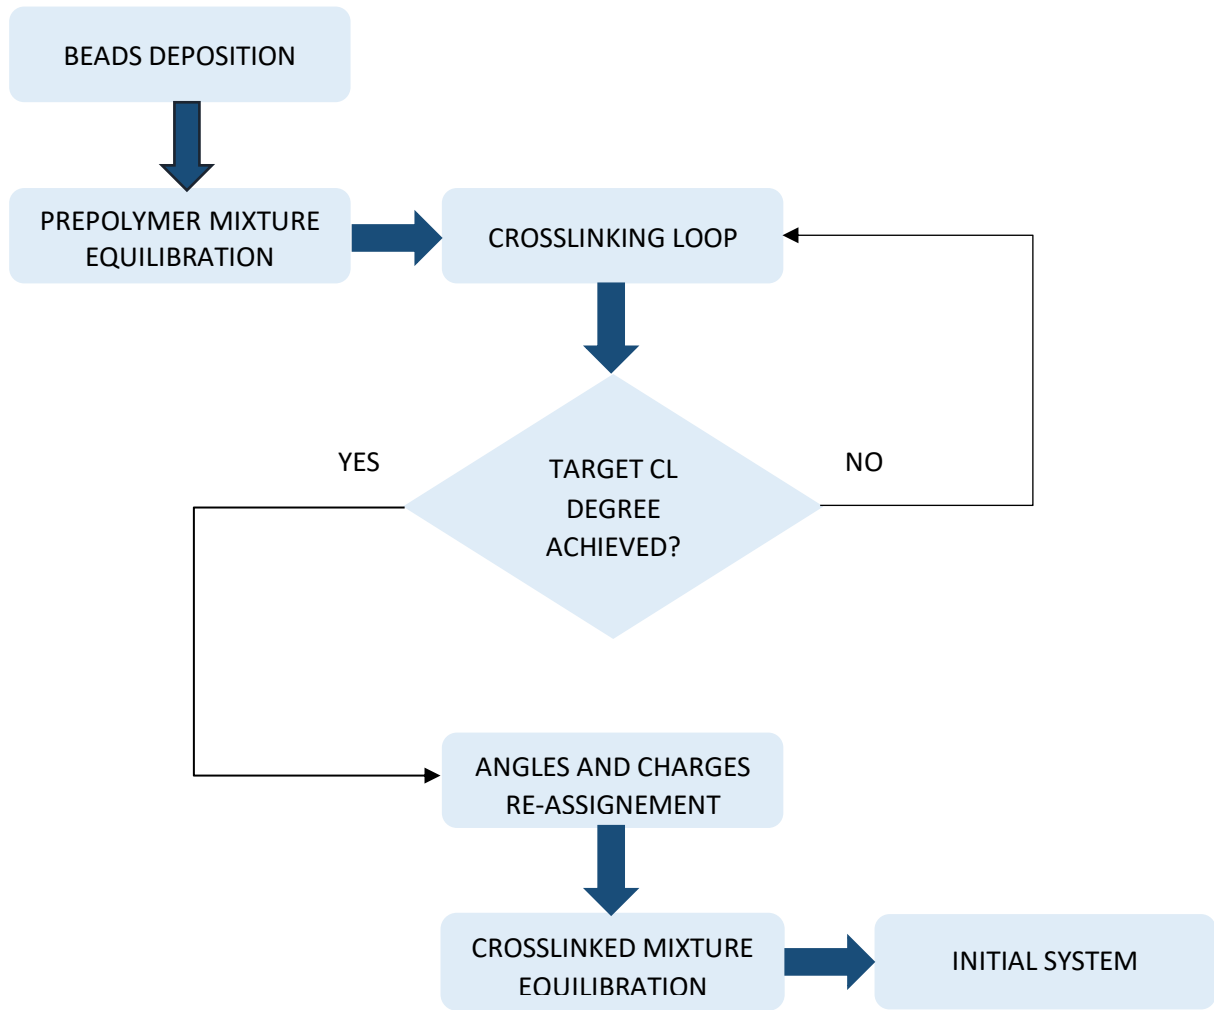 BEADS DEPOSITION
PREPOLYMER MIXTURE
EQUILIBRATION
CROSSLINKING LOOP
YES
TARGET CL
DEGREE
ACHIEVED?
NO
ANGLES AND CHARGES
RE-ASSIGNEMENT
CROSSLINKED MIXTURE
EQUILIBRATION
INITIAL SYSTEM